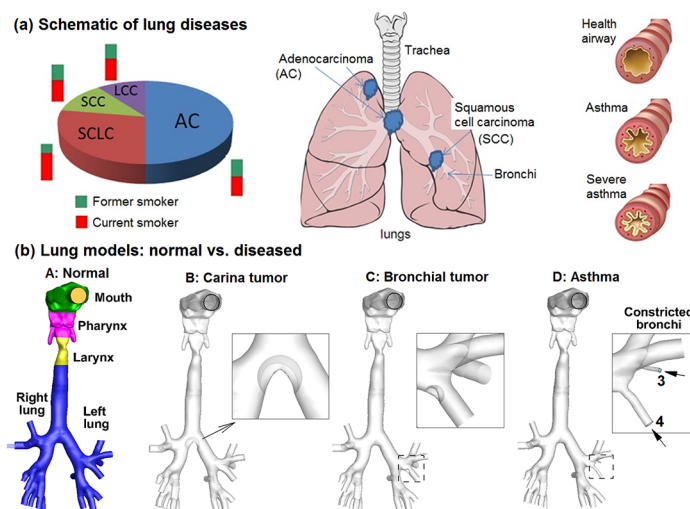 (a) Schematic of lung diseases
LCC
SCC
AC
SCLC
Former smoker
Current smoker
Adenocarcinoma
(AC)
Trachea
Squamous
cell carcinoma
(SCC)
Bronchi
lungs
Health
airway
Asthma
Severe
asthma
(b) Lung models: normal vs. diseased
A: Normal
Mouth
Pharynx
Larynx
Right
lung
Left
lung
B: Carina tumor
C: Bronchial tumor
D: Asthma
Constricted
bronchi
3
4